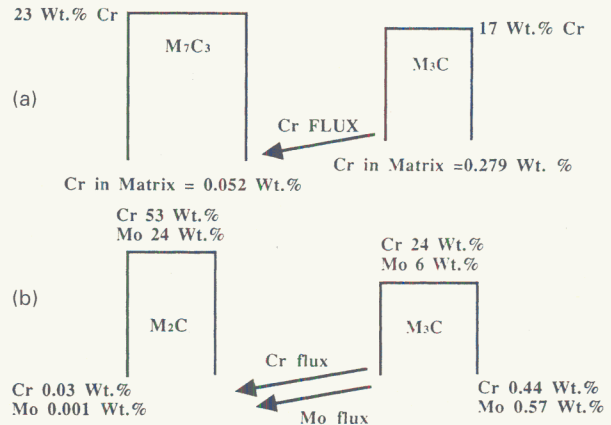 23 Wt.% Cr
M₇C₃
17 Wt.% Cr
M₃C
(a)
Cr FLUX
Cr in Matrix = 0.052 Wt.%
Cr in Matrix =0.279 Wt. %
Cr 53 Wt.%
Mo 24 Wt.%
Cr 24 Wt.%
Mo 6 Wt.%
(b)
M₂C
M₃C
Cr flux
Cr 0.03 Wt.%
Mo 0.001 Wt.%
Mo flux
Cr 0.44 Wt.%
Mo 0.57 Wt.%